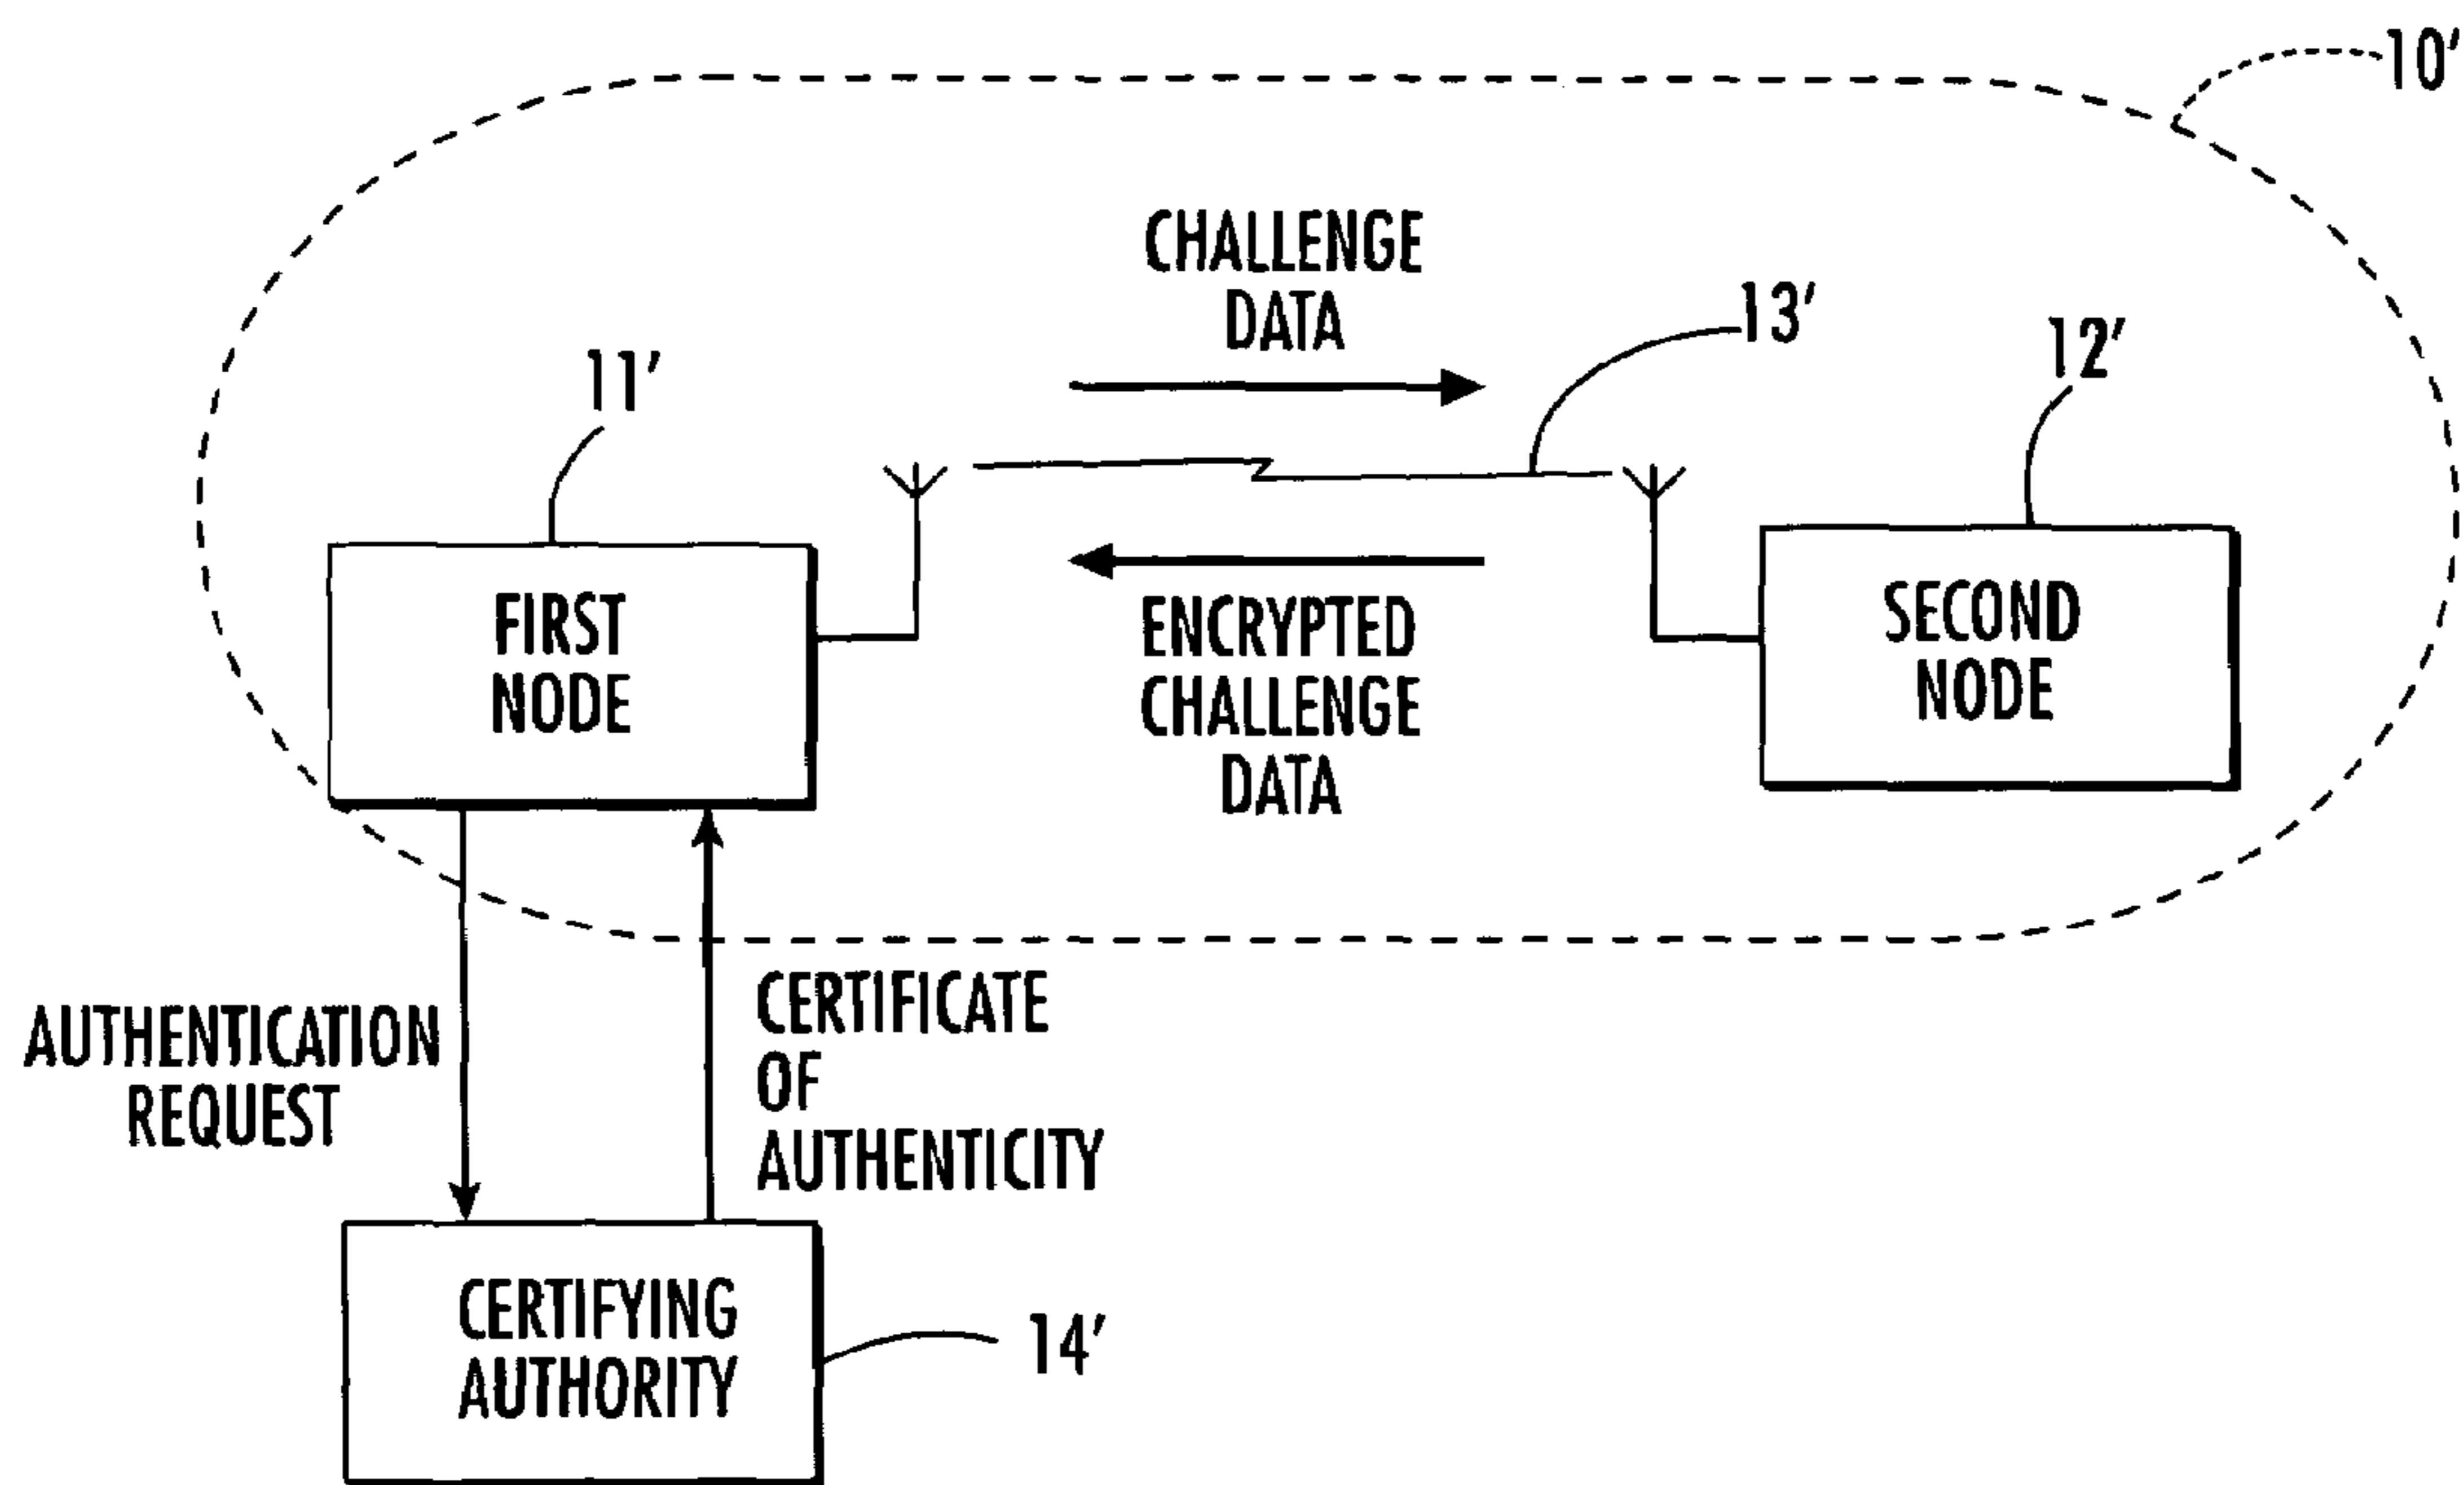 10'
CHALLENGE
DATA
13'
12'
11'
FIRST
NODE
ENCRYPTED
CHALLENGE
DATA
SECOND
NODE
AUTHENTICATION
REQUEST
CERTIFICATE
OF
AUTHENTICITY
CERTIFYING
AUTHORITY
14'